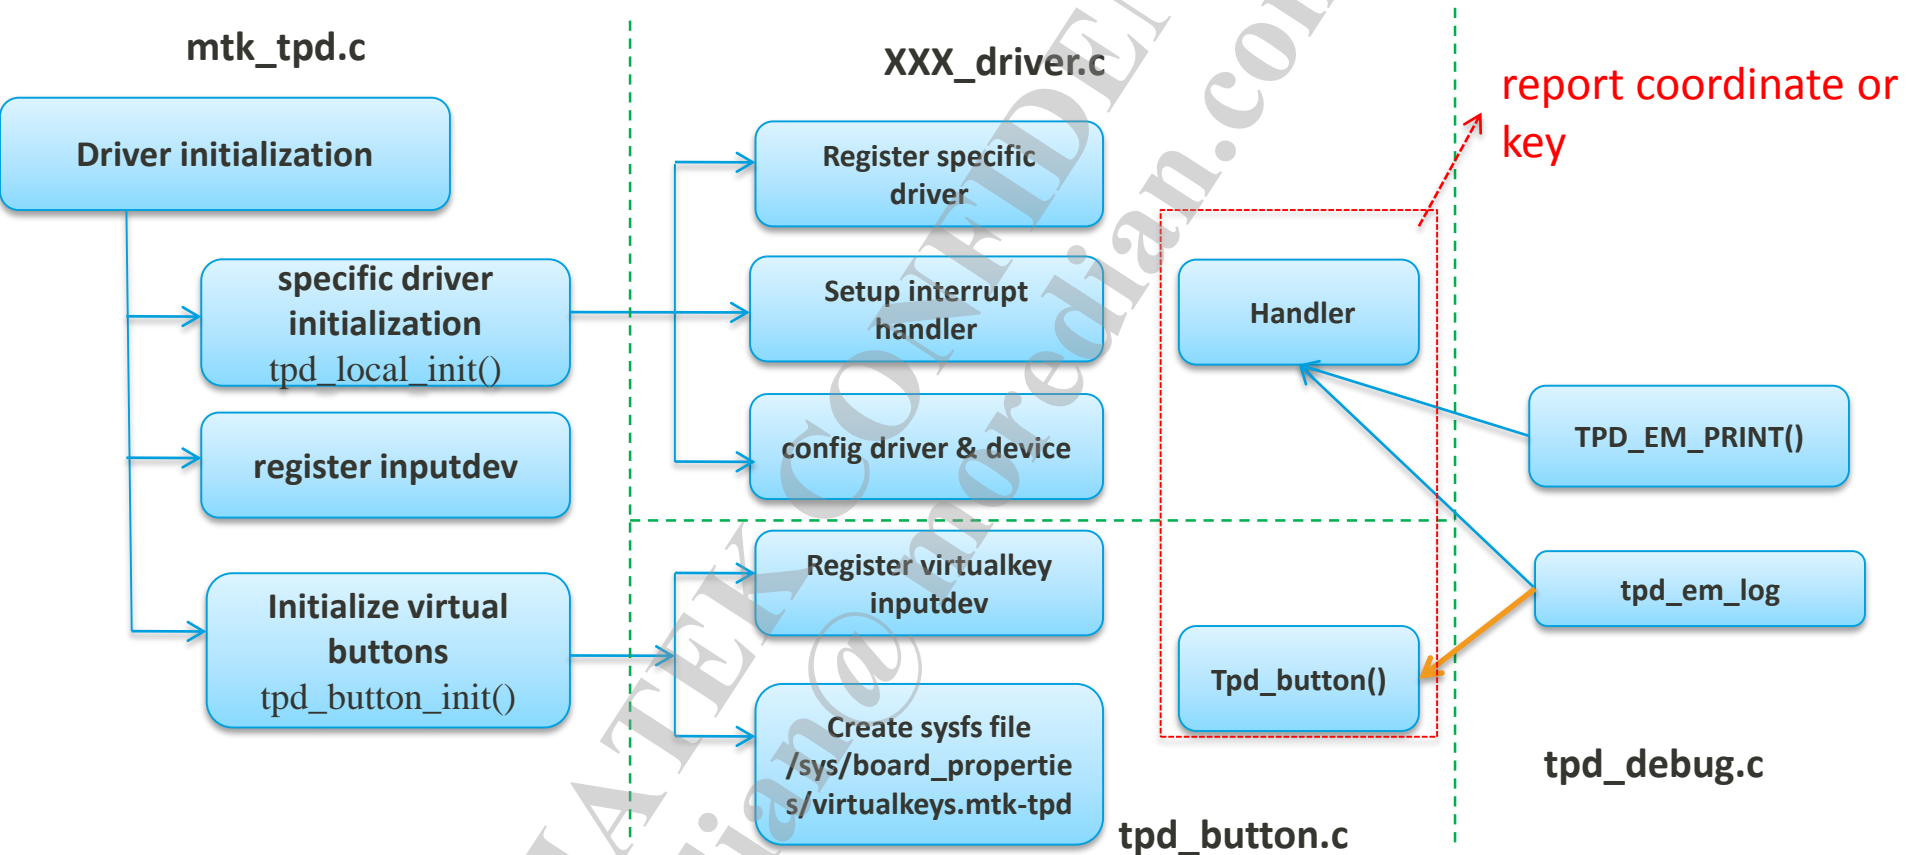 mtk_tpd.c
XXX_driver.c
report coordinate or
key
Driver initialization
Register specific
driver
specific driver
initialization
tpd_local_init()
Setup interrupt
handler
Handler
register inputdev
config driver & device
TPD_EM_PRINT()
Initialize virtual
buttons
tpd_button_init()
Register virtualkey
inputdev
tpd_em_log
Tpd_button()
Create sysfs file
/sys/board_propertie
s/virtualkeys.mtk-tpd
tpd_debug.c
tpd_button.c